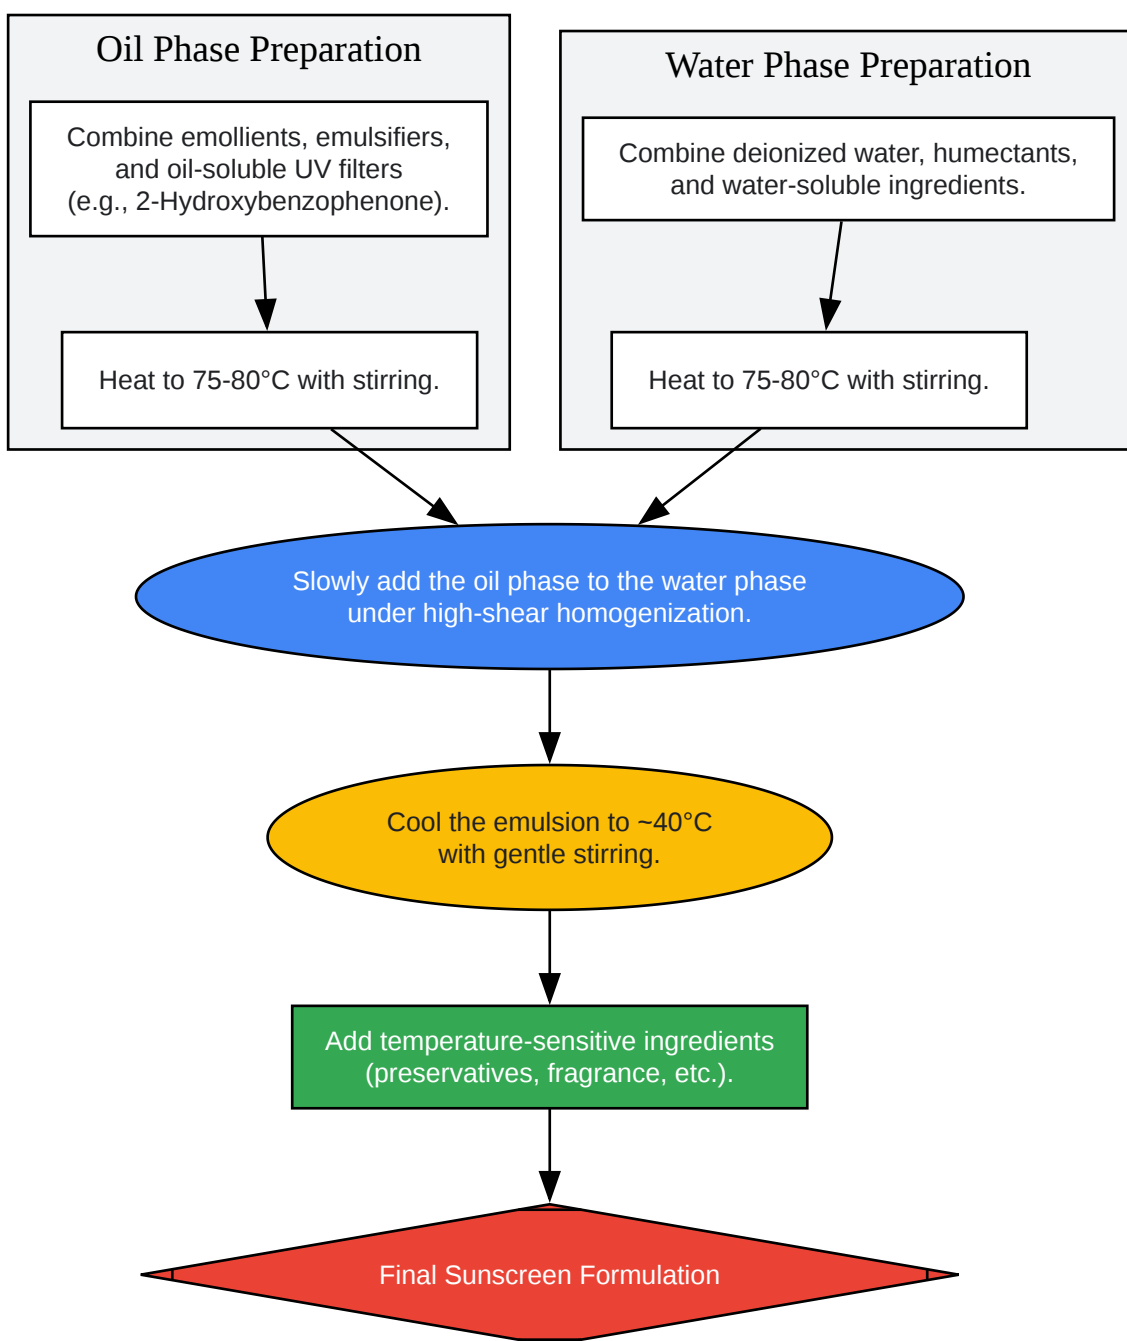 Oil Phase Preparation
Combine emollients, emulsifiers,
and oil-soluble UV filters
(e.g., 2-Hydroxybenzophenone).
Heat to 75-80°C with stirring.
Water Phase Preparation
Combine deionized water, humectants,
and water-soluble ingredients.
Heat to 75-80°C with stirring.
Slowly add the oil phase to the water phase
under high-shear homogenization.
Cool the emulsion to ~40°C
with gentle stirring.
Add temperature-sensitive ingredients
(preservatives, fragrance, etc.).
Final Sunscreen Formulation